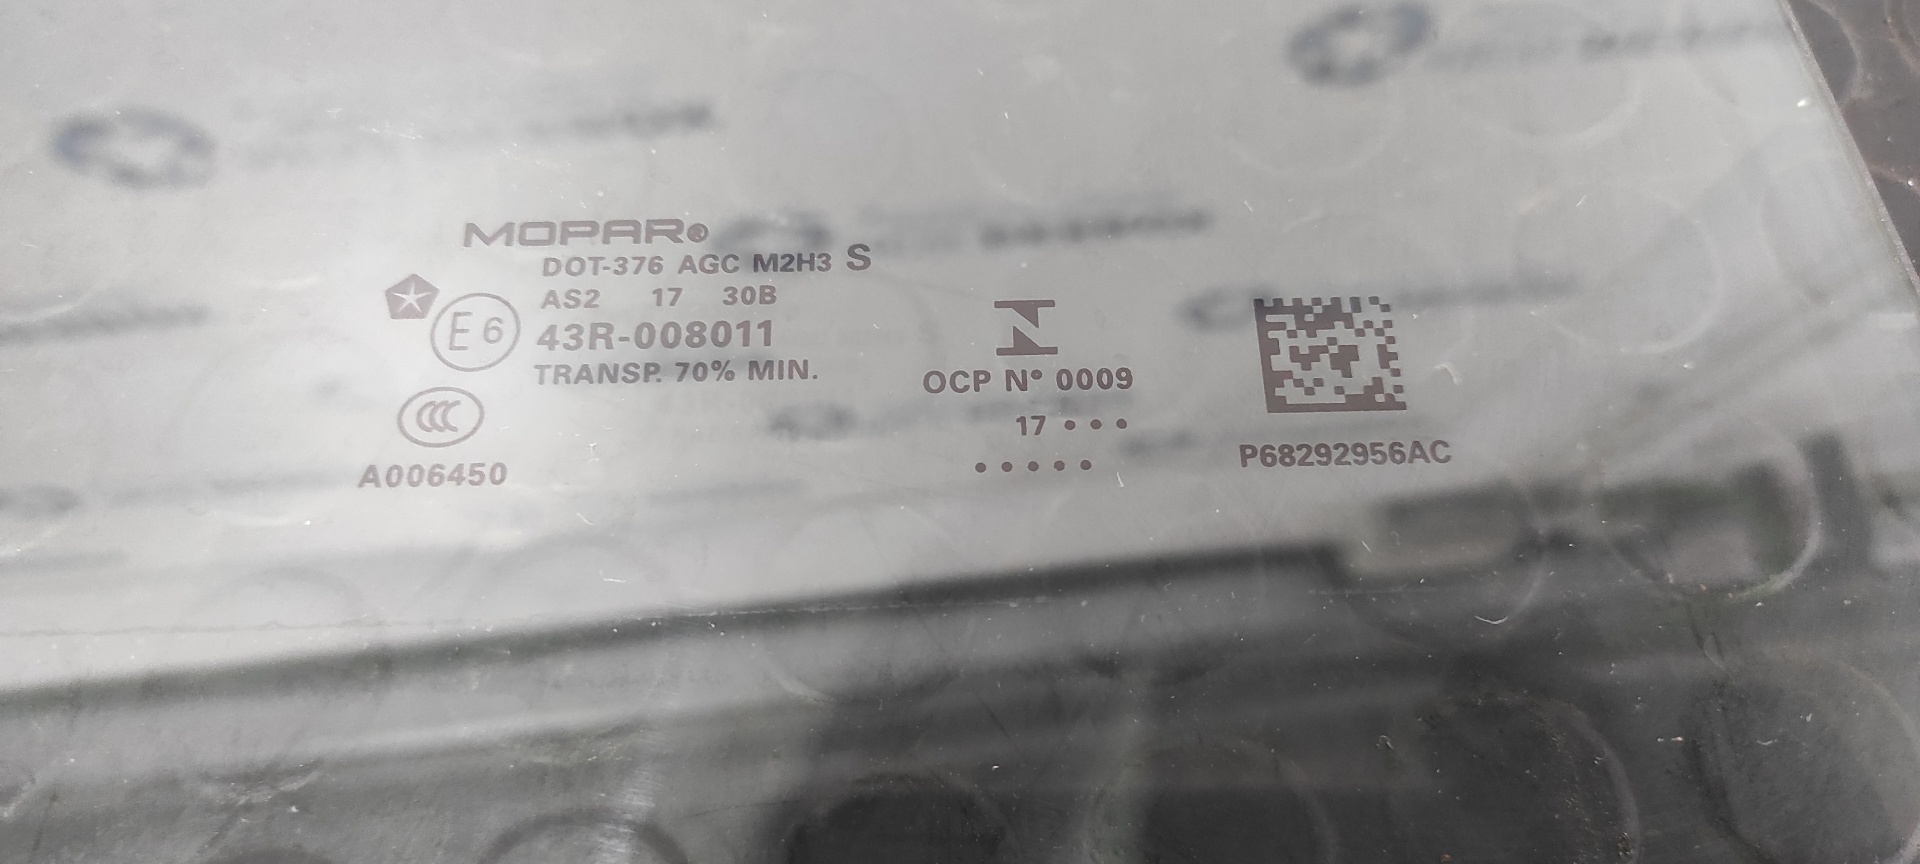 MOPAR®
DOT-376 AGC M2H3 S
AS2 17 30B
E6 43R-008011
TRANSP. 70% MIN.
CCC
A006450
OCP N° 0009
17 • • •
• • • • •
P68292956AC